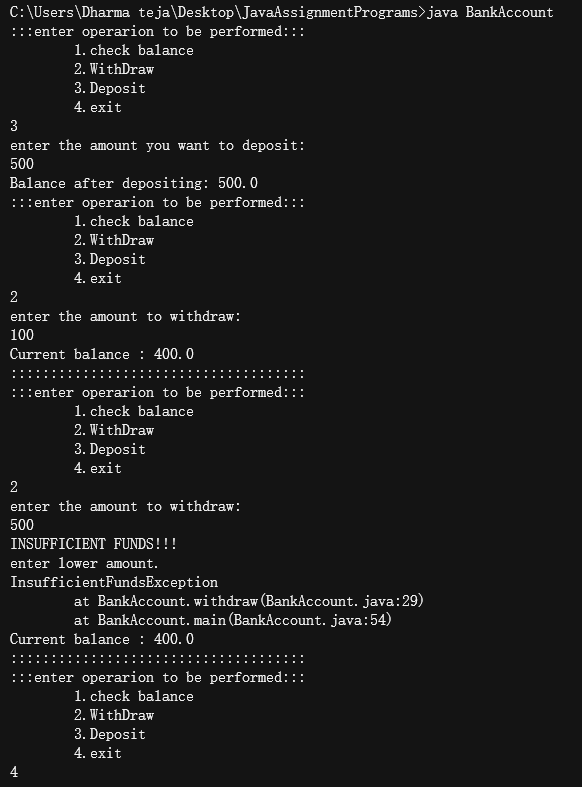 C:\Users\Dharma teja\Desktop\JavaAssignmentPrograms>java BankAccount
:::enter operarion to be performed:::
        1.check balance
        2.WithDraw
        3.Deposit
        4.exit
3
enter the amount you want to deposit:
500
Balance after depositing: 500.0
:::enter operarion to be performed:::
        1.check balance
        2.WithDraw
        3.Deposit
        4.exit
2
enter the amount to withdraw:
100
Current balance : 400.0
:::::::::::::::::::::::::::::::::::::
:::enter operarion to be performed:::
        1.check balance
        2.WithDraw
        3.Deposit
        4.exit
2
enter the amount to withdraw:
500
INSUFFICIENT FUNDS!!!
enter lower amount.
InsufficientFundsException
        at BankAccount.withdraw(BankAccount.java:29)
        at BankAccount.main(BankAccount.java:54)
Current balance : 400.0
:::::::::::::::::::::::::::::::::::::
:::enter operarion to be performed:::
        1.check balance
        2.WithDraw
        3.Deposit
        4.exit
4